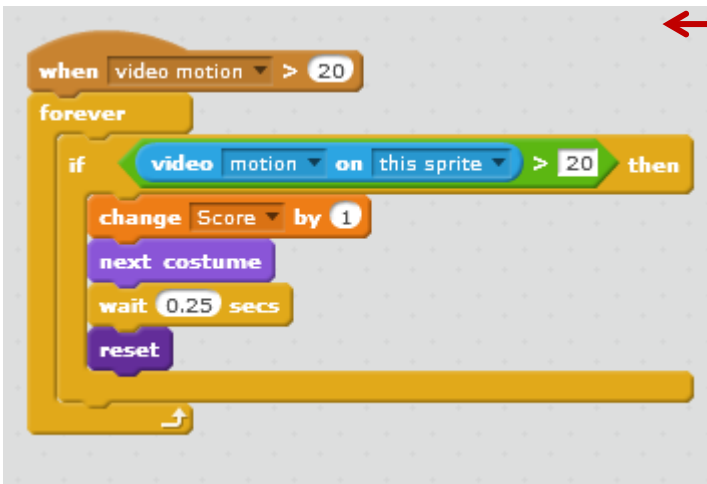 when video motion > 20
forever
if video motion on this sprite > 20 then
change Score by 1
next costume
wait 0.25 secs
reset